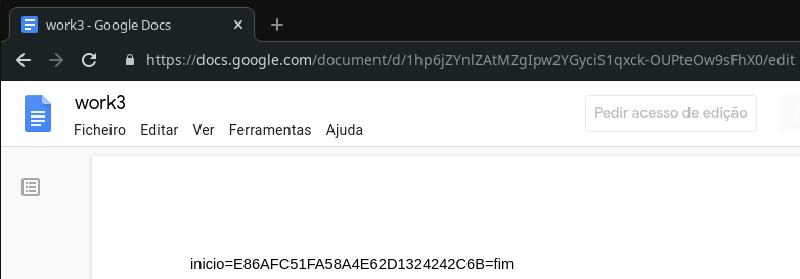 work3 - Google Docs
https://docs.google.com/document/d/1hp6jZYnlZAtMZgIpw2YGyciS1qxck-OUPteOw9sFhX0/edit
work3
Pedir acesso de edição
Ficheiro Editar Ver Ferramentas Ajuda
inicio=E86AFC51FA58A4E62D1324242C6B=fim